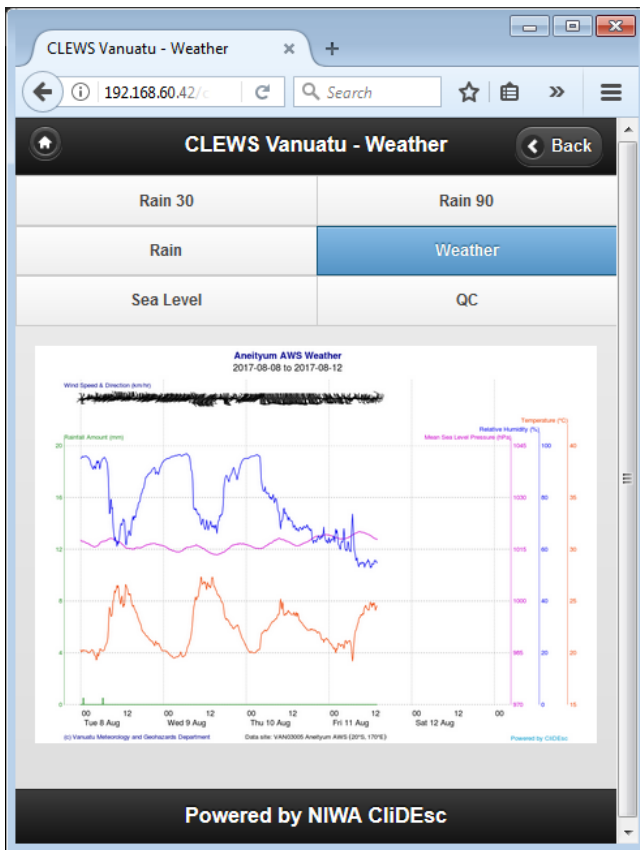 CLEWS Vanuatu - Weather
192.168.60.42/
Search
CLEWS Vanuatu - Weather
Back
Rain 30 Rain 90
Rain Weather
Sea Level QC
Aneityum AWS Weather
2017-08-08 to 2017-08-12
Wind Speed & Direction (km/hr)
Temperature (°C)
Relative Humidity (%)
Rainfall Amount (mm) Mean Sea Level Pressure (hPa)
20 1045 100 40
16 1030 80 35
12 1015 60 30
8 1000 40 25
4 985 20 20
0 970 0 15
00 12 00 12 00 12 00 12 00 12 00
Tue 8 Aug Wed 9 Aug Thu 10 Aug Fri 11 Aug Sat 12 Aug
(c) Vanuatu Meteorology and Geohazards Department Data site: VAN03005 Aneityum AWS (20°S, 170°E) Powered by CliDEsc
Powered by NIWA CliDEsc